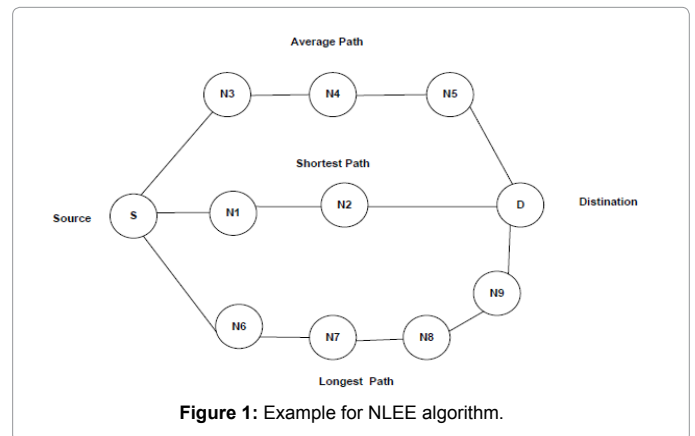 Average Path
N3
N4
N5
Shortest Path
Source
S
N1
N2
D
Distination
N9
N6
N7
N8
Longest Path
Figure 1: Example for NLEE algorithm.